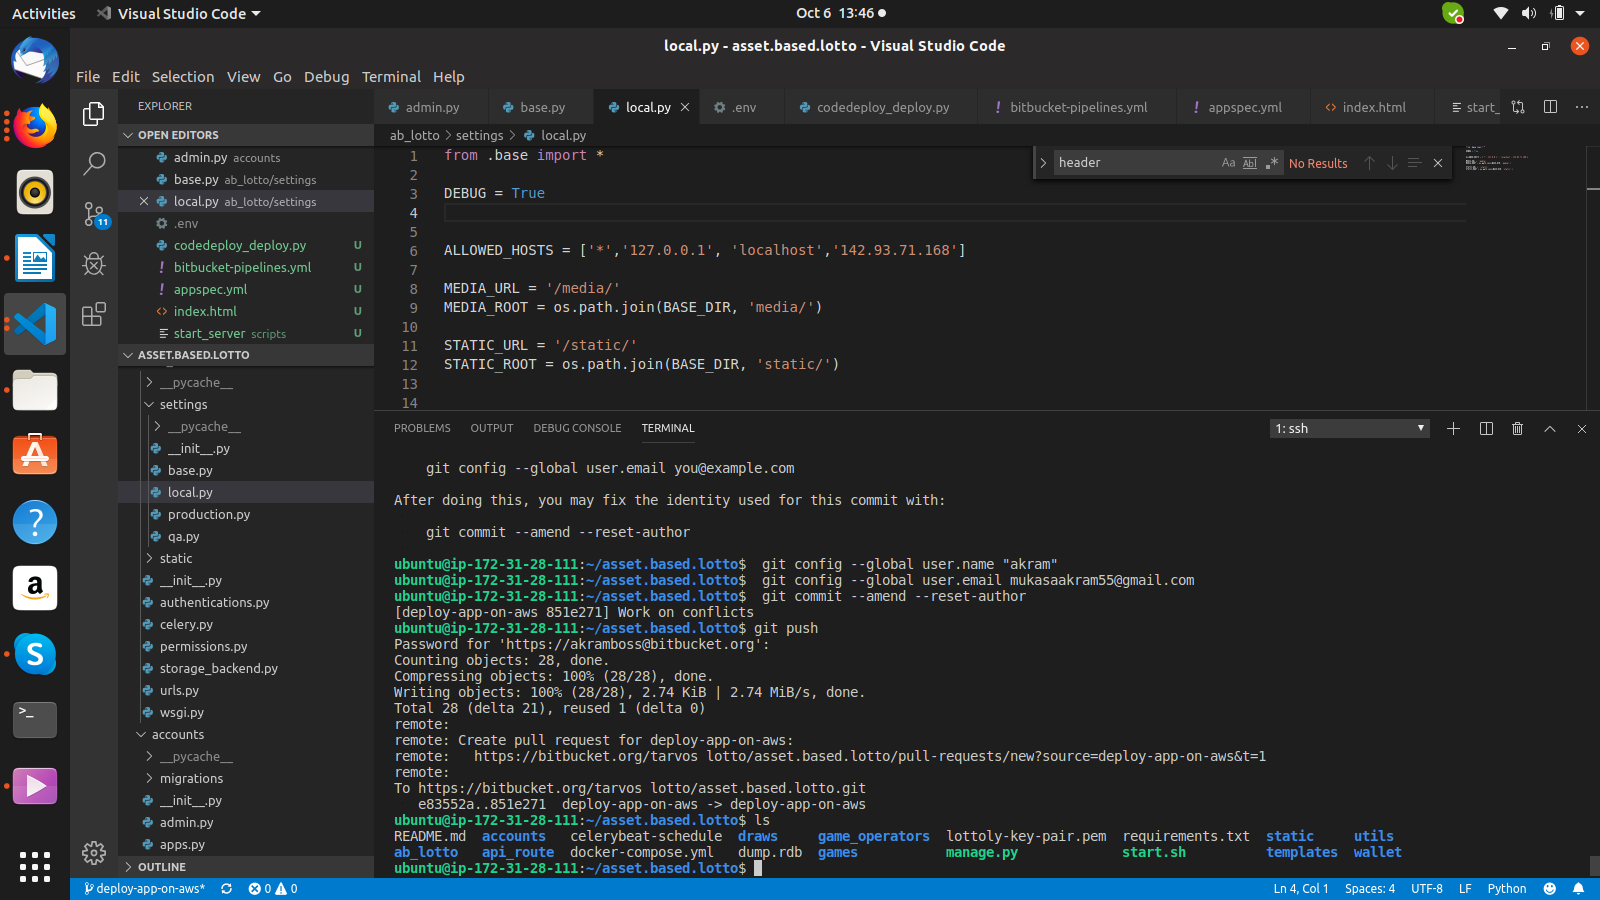 Activities
Visual Studio Code
Oct 6 13:46
local.py - asset.based.lotto - Visual Studio Code
File Edit Selection View Go Debug Terminal Help
EXPLORER
OPEN EDITORS
admin.py accounts
base.py ab_lotto/settings
local.py ab_lotto/settings
.env
codedeploy_deploy.py U
bitbucket-pipelines.yml U
appspec.yml U
index.html U
start_server scripts U
11
ASSET.BASED.LOTTO
__pycache__
settings
__pycache__
__init__.py
base.py
local.py
production.py
qa.py
static
__init__.py
authentications.py
celery.py
permissions.py
storage_backend.py
urls.py
wsgi.py
accounts
__pycache__
migrations
__init__.py
admin.py
apps.py
OUTLINE
admin.py base.py local.py .env codedeploy_deploy.py bitbucket-pipelines.yml appspec.yml index.html start_
ab_lotto > settings > local.py
header Aa Abl .* No Results
1 from .base import *
2
3 DEBUG = True
4
5
6 ALLOWED_HOSTS = ['*','127.0.0.1', 'localhost','142.93.71.168']
7
8 MEDIA_URL = '/media/'
9 MEDIA_ROOT = os.path.join(BASE_DIR, 'media/')
10
11 STATIC_URL = '/static/'
12 STATIC_ROOT = os.path.join(BASE_DIR, 'static/')
13
14
PROBLEMS OUTPUT DEBUG CONSOLE TERMINAL
1: ssh
git config --global user.email you@example.com
After doing this, you may fix the identity used for this commit with:
git commit --amend --reset-author
ubuntu@ip-172-31-28-111:~/asset.based.lotto$  git config --global user.name "akram"
ubuntu@ip-172-31-28-111:~/asset.based.lotto$  git config --global user.email mukasaakram55@gmail.com
ubuntu@ip-172-31-28-111:~/asset.based.lotto$  git commit --amend --reset-author
[deploy-app-on-aws 851e271] Work on conflicts
ubuntu@ip-172-31-28-111:~/asset.based.lotto$ git push
Password for 'https://akramboss@bitbucket.org':
Counting objects: 28, done.
Compressing objects: 100% (28/28), done.
Writing objects: 100% (28/28), 2.74 KiB | 2.74 MiB/s, done.
Total 28 (delta 21), reused 1 (delta 0)
remote:
remote: Create pull request for deploy-app-on-aws:
remote:   https://bitbucket.org/tarvos_lotto/asset.based.lotto/pull-requests/new?source=deploy-app-on-aws&t=1
remote:
To https://bitbucket.org/tarvos_lotto/asset.based.lotto.git
e83552a..851e271  deploy-app-on-aws -> deploy-app-on-aws
ubuntu@ip-172-31-28-111:~/asset.based.lotto$ ls
README.md accounts celerybeat-schedule draws game_operators lottoly-key-pair.pem requirements.txt static utils
ab_lotto api_route docker-compose.yml dump.rdb games manage.py start.sh templates wallet
ubuntu@ip-172-31-28-111:~/asset.based.lotto$
deploy-app-on-aws* 0 0 Ln 4, Col 1 Spaces: 4 UTF-8 LF Python